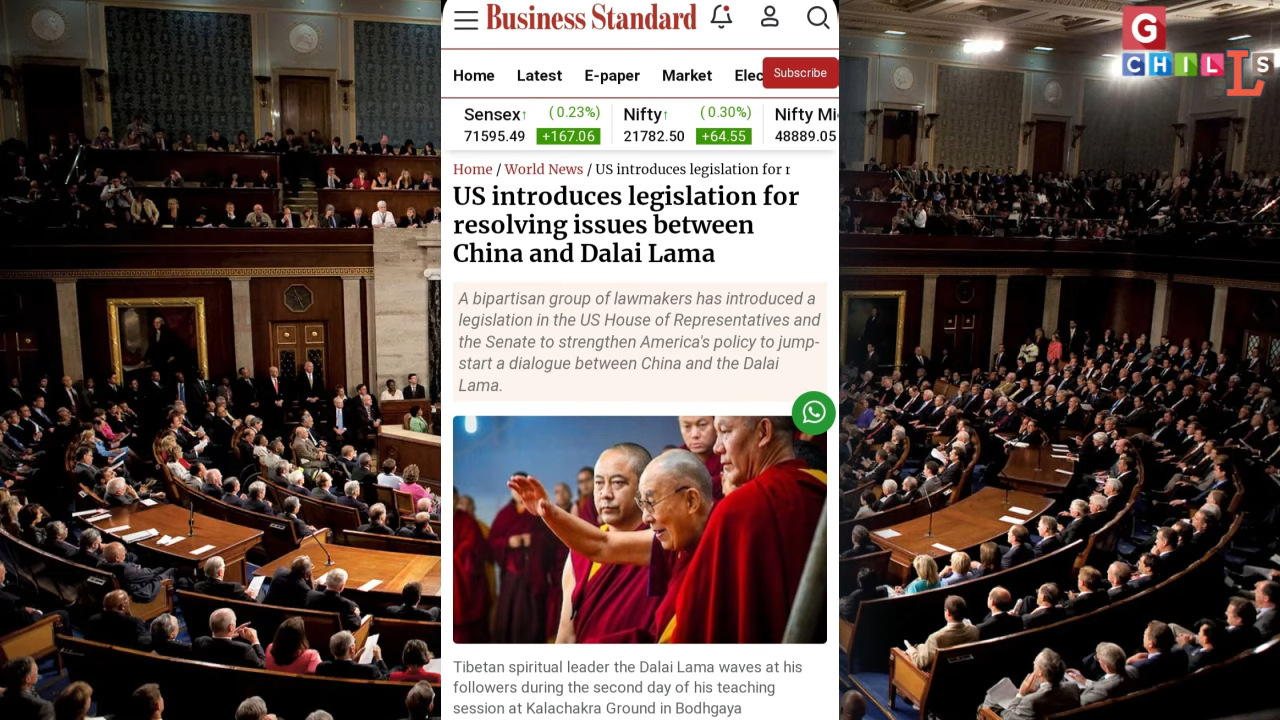 Business Standard
Home Latest E-paper Market Elec Subscribe
Sensex↑ ( 0.23%) Nifty↑ ( 0.30%) Nifty Mi
71595.49 +167.06 21782.50 +64.55 48889.05
Home / World News / US introduces legislation for r
US introduces legislation for
resolving issues between
China and Dalai Lama
A bipartisan group of lawmakers has introduced a
legislation in the US House of Representatives and
the Senate to strengthen America's policy to jump-
start a dialogue between China and the Dalai
Lama.
Tibetan spiritual leader the Dalai Lama waves at his
followers during the second day of his teaching
session at Kalachakra Ground in Bodhgaya
G
CHILLS